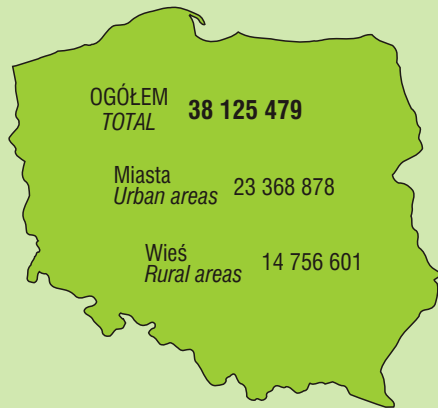 OGÓŁEM
TOTAL
38 125 479
Miasta
Urban areas
23 368 878
Wieś
Rural areas
14 756 601